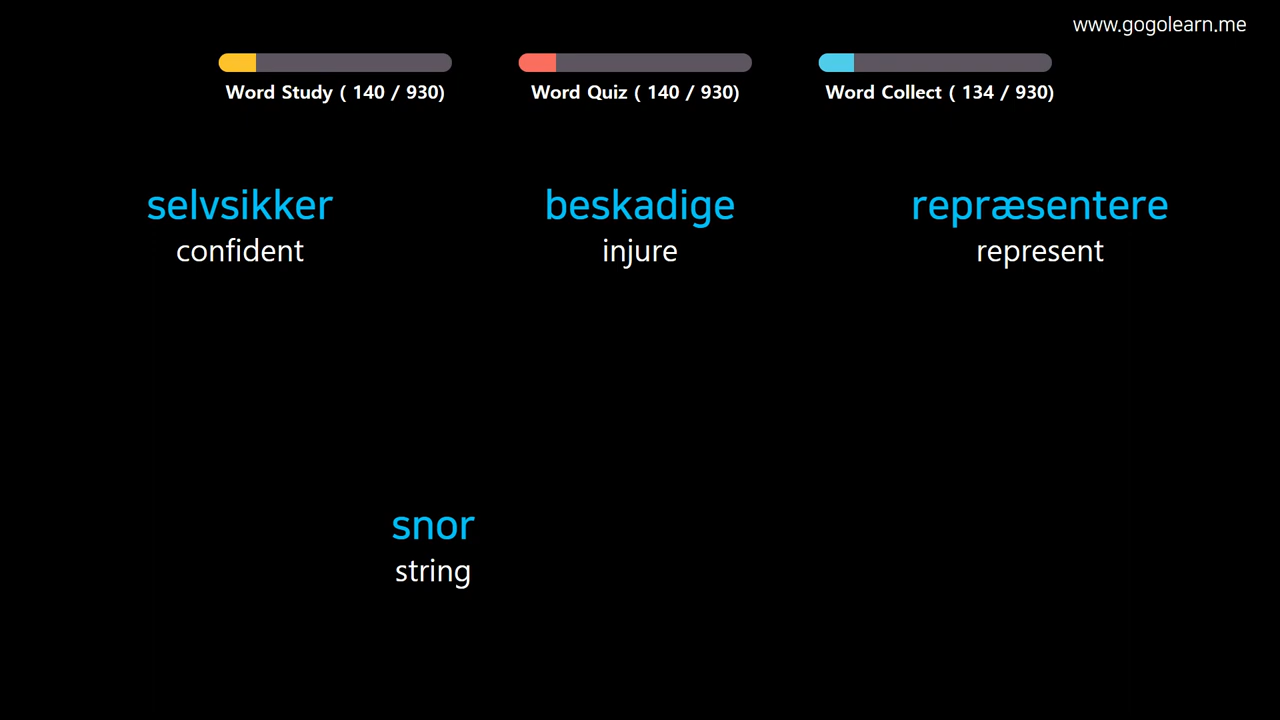 www.gogolearn.me
Word Study ( 140 / 930)
Word Quiz ( 140 / 930)
Word Collect ( 134 / 930)
selvsikker
confident
beskadige
injure
repræsentere
represent
snor
string